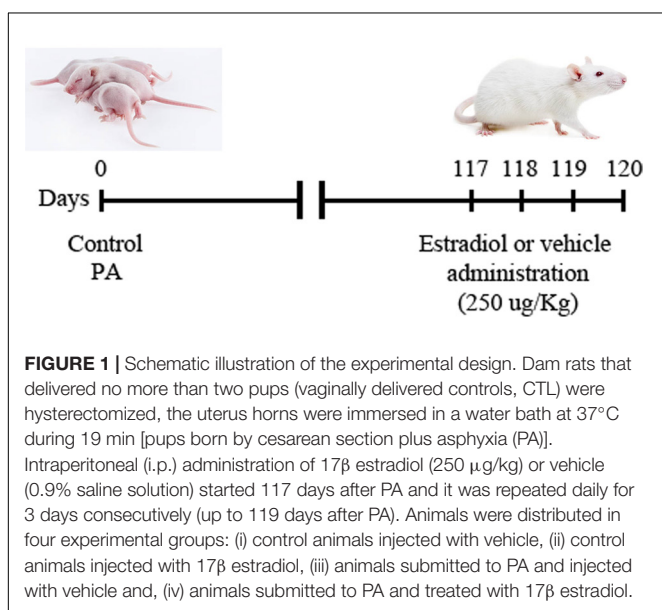 0
117 118 119 120
Days
Control
PA
Estradiol or vehicle
administration
(250 ug/Kg)
FIGURE 1 | Schematic illustration of the experimental design. Dam rats that
delivered no more than two pups (vaginally delivered controls, CTL) were
hysterectomized, the uterus horns were immersed in a water bath at 37°C
during 19 min [pups born by cesarean section plus asphyxia (PA)].
Intraperitoneal (i.p.) administration of 17β estradiol (250 μg/kg) or vehicle
(0.9% saline solution) started 117 days after PA and it was repeated daily for
3 days consecutively (up to 119 days after PA). Animals were distributed in
four experimental groups: (i) control animals injected with vehicle, (ii) control
animals injected with 17β estradiol, (iii) animals submitted to PA and injected
with vehicle and, (iv) animals submitted to PA and treated with 17β estradiol.